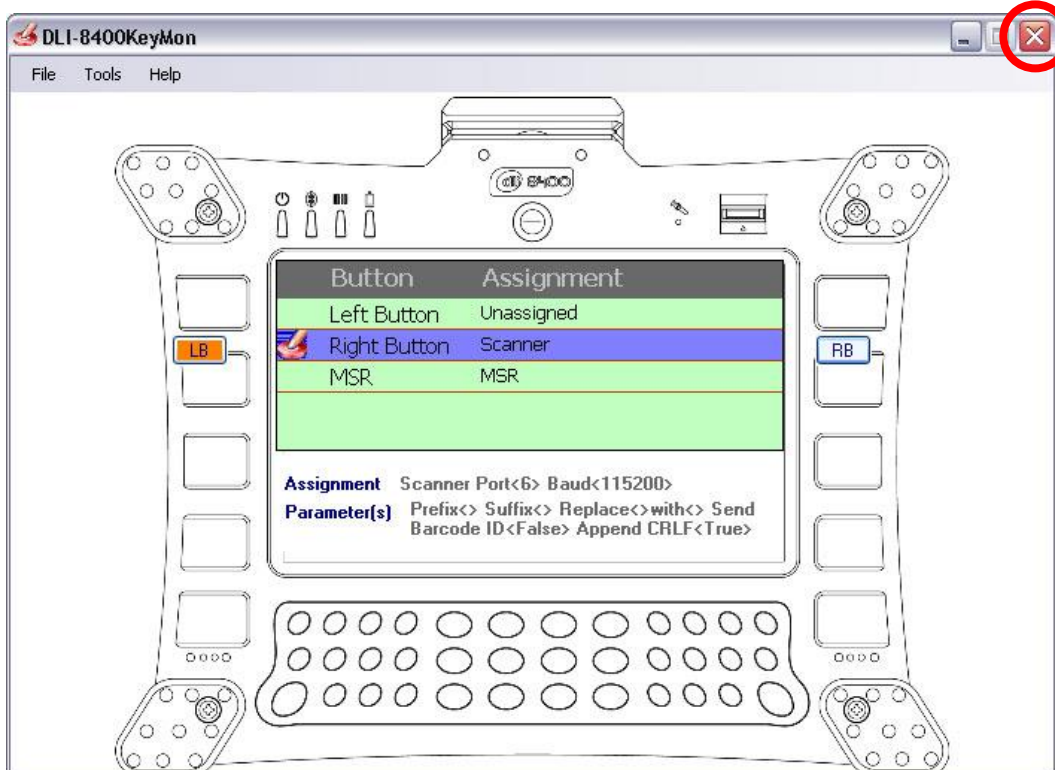 DLI-8400KeyMon
File Tools Help
dli 8400
Button Assignment
Left Button Unassigned
LB
Right Button Scanner
RB
MSR MSR
Assignment Scanner Port<6> Baud<115200>
Parameter(s) Prefix<> Suffix<> Replace<>with<> Send
Barcode ID<False> Append CRLF<True>